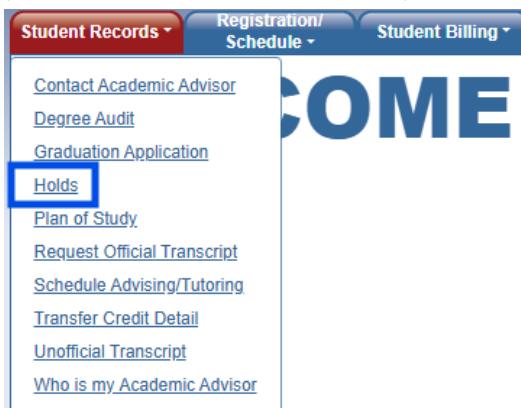 Student Records
Registration/
Schedule
Student Billing
COME
Contact Academic Advisor
Degree Audit
Graduation Application
Holds
Plan of Study
Request Official Transcript
Schedule Advising/Tutoring
Transfer Credit Detail
Unofficial Transcript
Who is my Academic Advisor